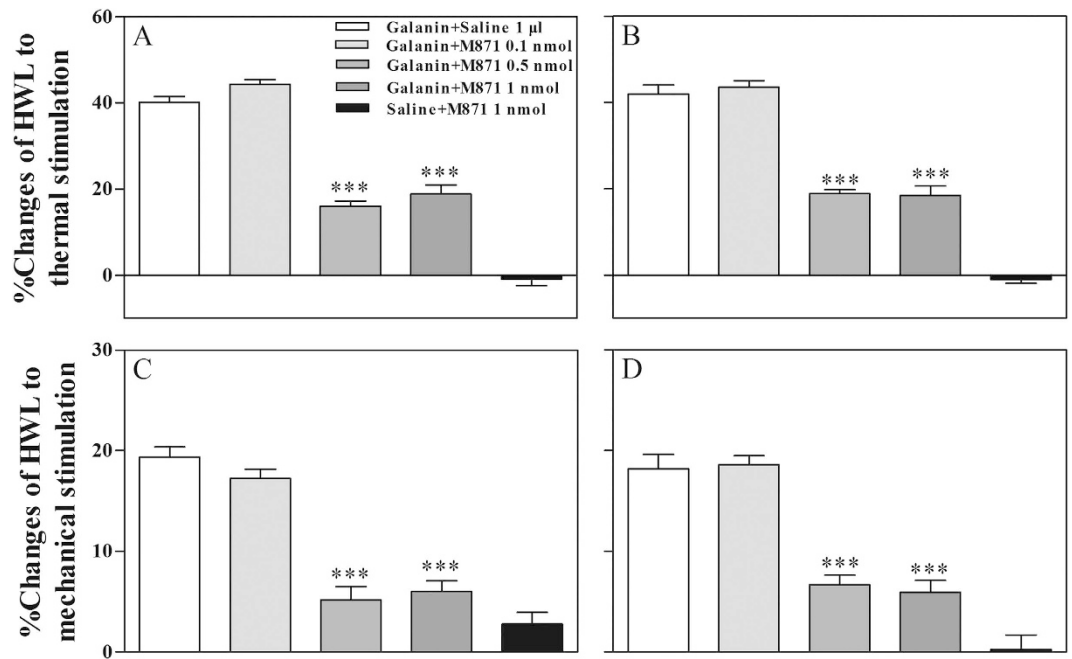 %Changes of HWL to
thermal stimulation
60
40
20
0
A
Galanin+Saline 1 µl
Galanin+M871 0.1 nmol
Galanin+M871 0.5 nmol
Galanin+M871 1 nmol
Saline+M871 1 nmol
***
***
B
***
***
%Changes of HWL to
mechanical stimulation
30
20
10
0
C
***
***
D
***
***